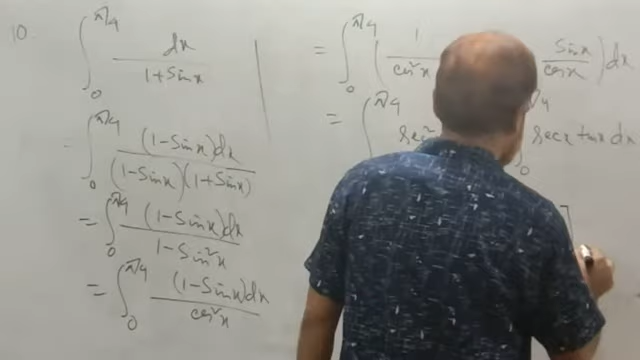 10.
∫₀^π/4 dx / (1+Sin x)
∫₀^π/4 (1-Sin x)dx / (1-Sin x)(1+Sin x)
= ∫₀^π/4 (1-Sin x)dx / 1-Sin²x
= ∫₀^π/4 (1-Sin x)dx / cos²x
= ∫₀^π/4 ( 1 / cos²x Sin x / cos x ) dx
= ∫₀^π/4 sec² secx tanx dx